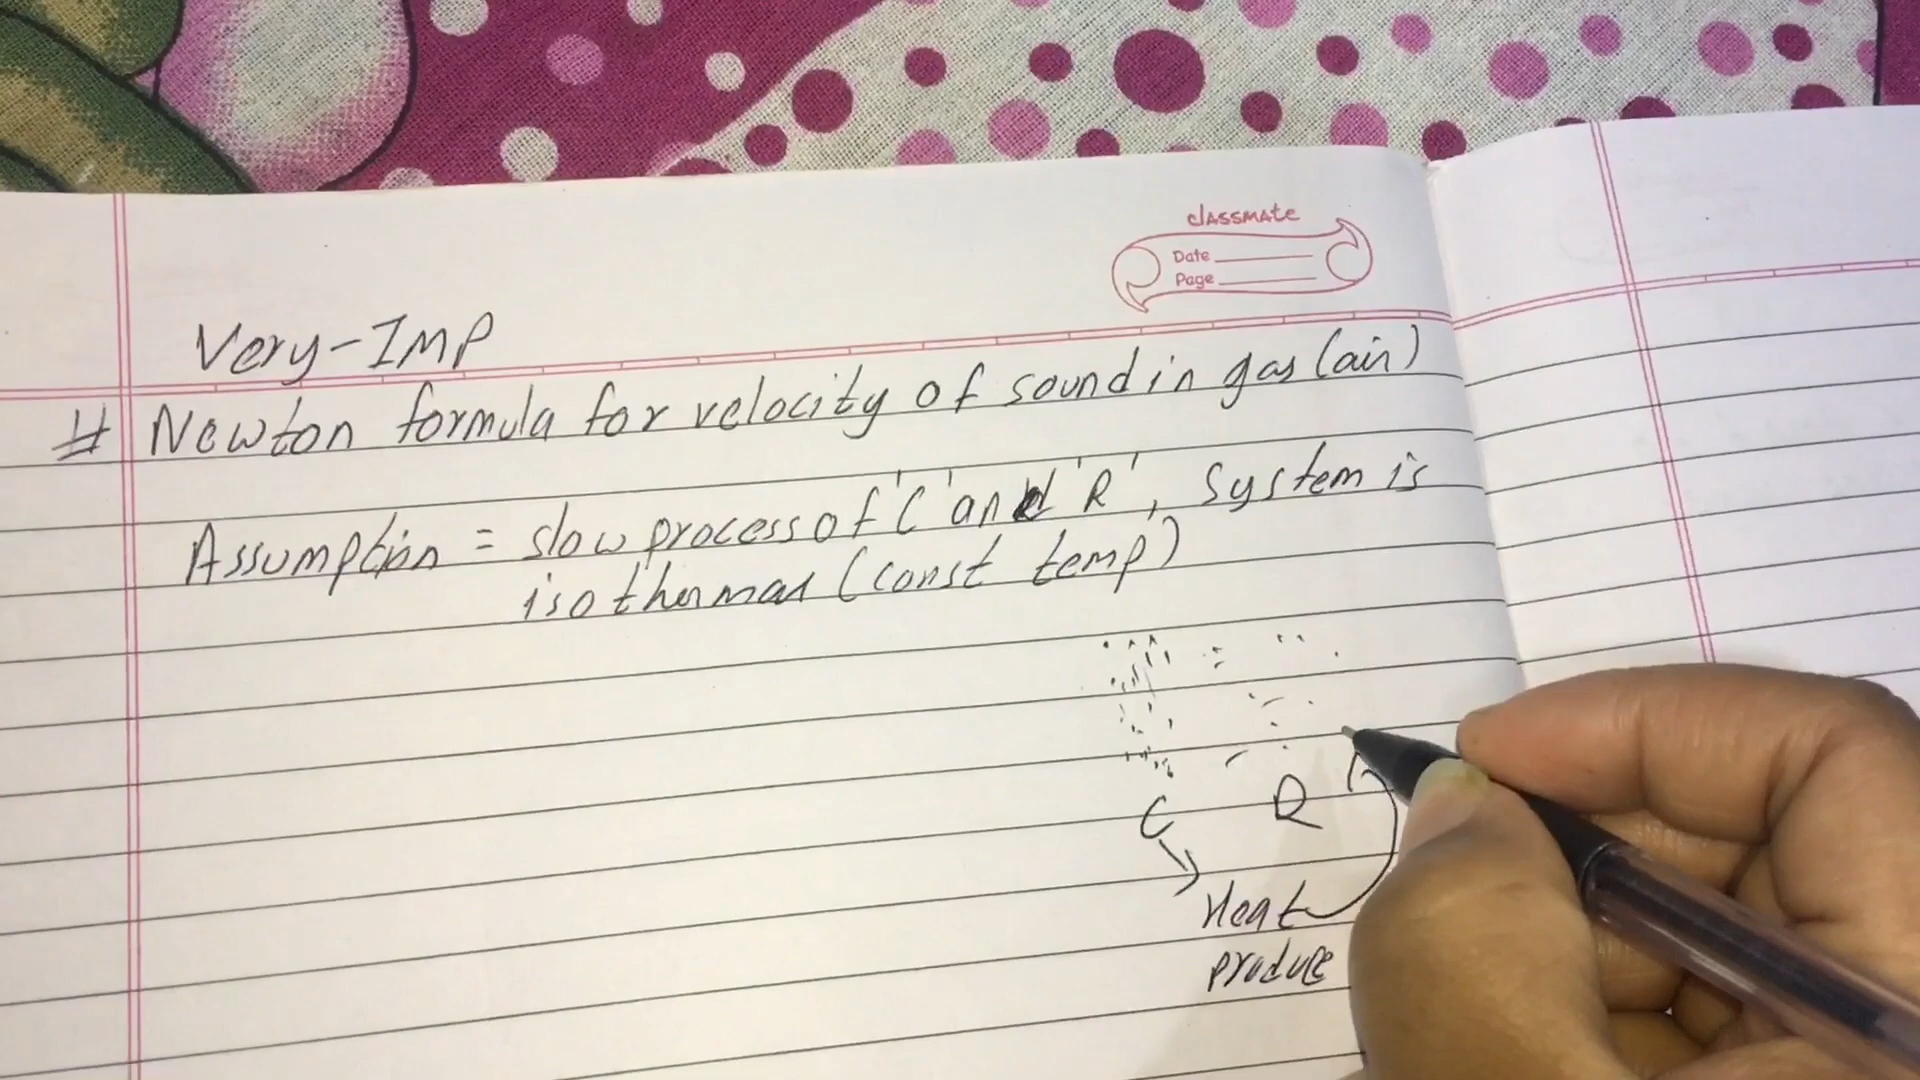 classmate
Date
Page
Very-IMP
# Newton formula for velocity of sound in gas (air)
Assumption = slow process of 'C' and 'R', System is
isothermal (const temp)
C R
Heat
produce